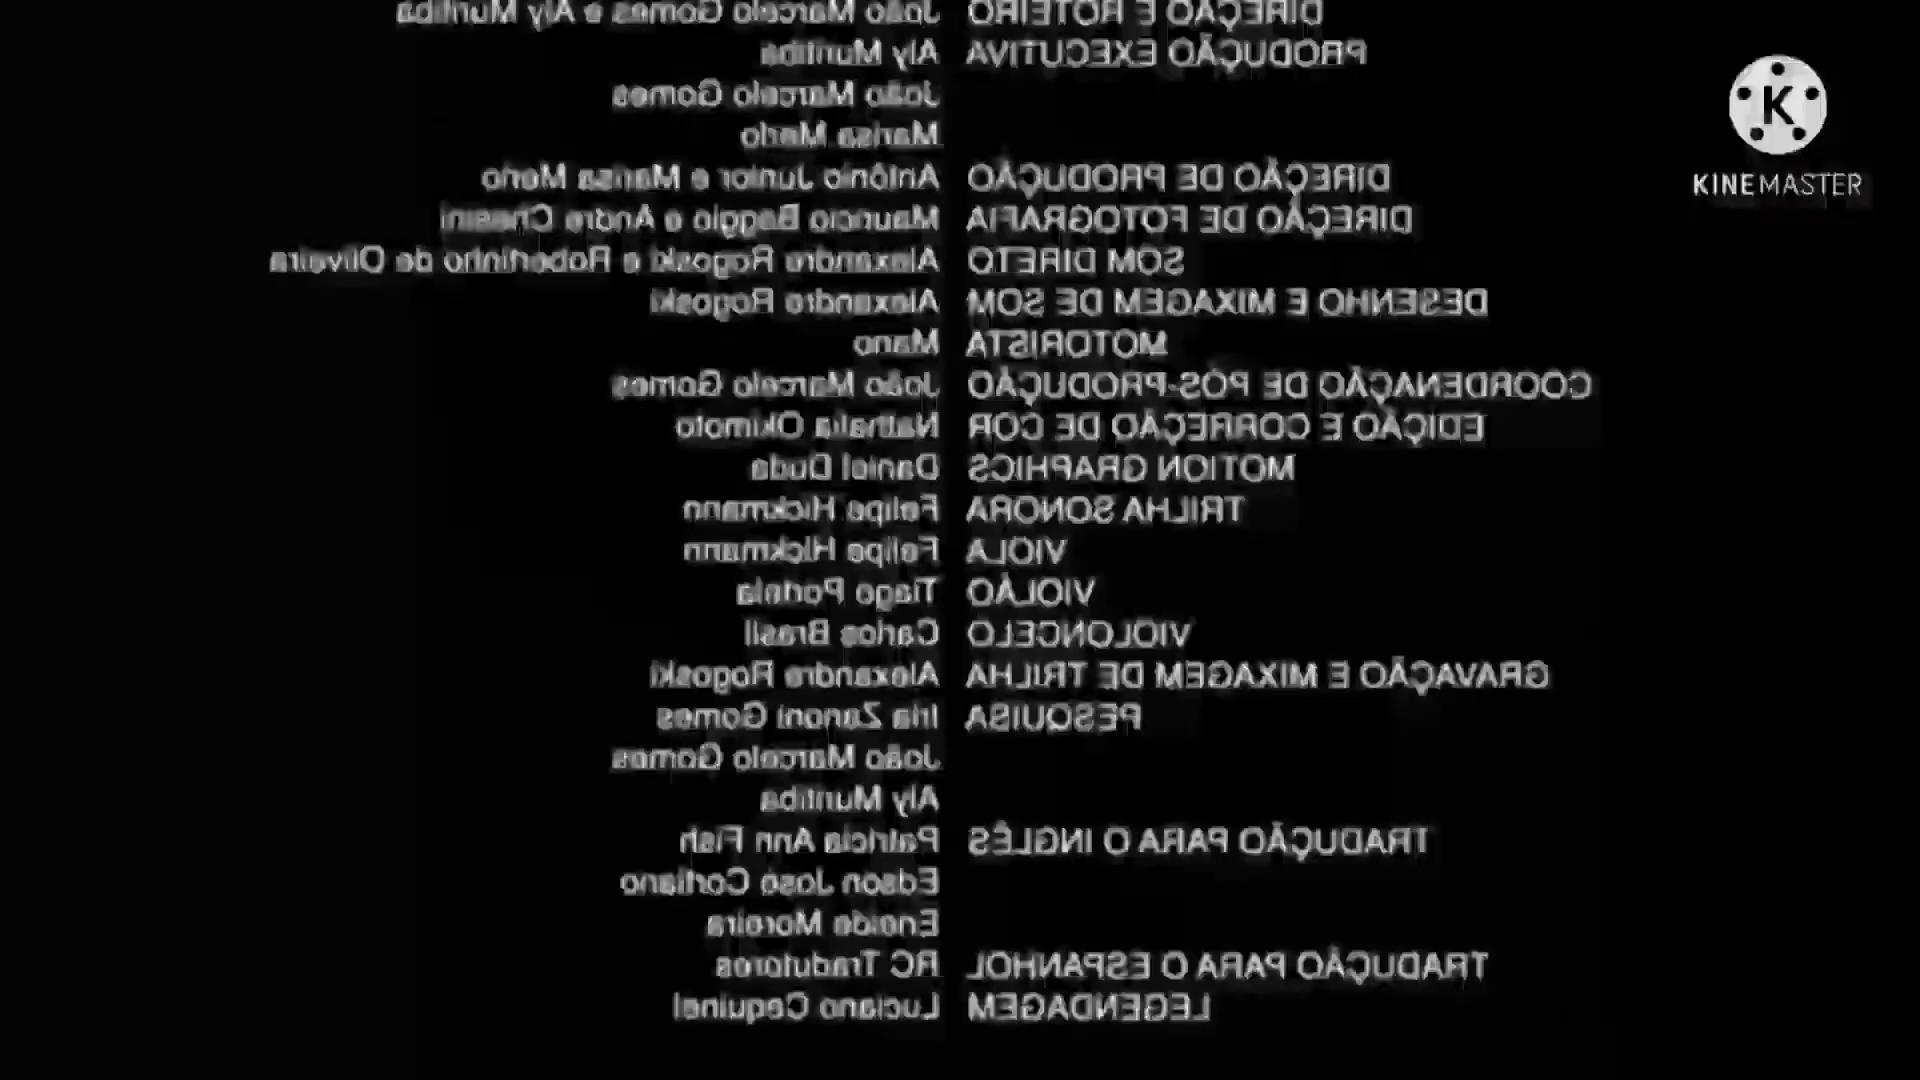 DIREÇÃO E ROTEIRO João Marcelo Gomes e Aly Muritiba
PRODUÇÃO EXECUTIVA Aly Muritiba
João Marcelo Gomes
Marisa Merlo
DIREÇÃO DE PRODUÇÃO Antônio Junior e Marisa Merlo
DIREÇÃO DE FOTOGRAFIA Mauricio Baggio e Andre Chesini
SOM DIRETO Alexandre Rogoski e Robertinho de Oliveira
DESENHO E MIXAGEM DE SOM Alexandre Rogoski
MOTORISTA Mano
COORDENAÇÃO DE PÓS-PRODUÇÃO João Marcelo Gomes
EDIÇÃO E CORREÇÃO DE COR Nathalia Okimoto
MOTION GRAPHICS Daniel Duda
TRILHA SONORA Felipe Hickmann
VIOLA Felipe Hickmann
VIOLÃO Tiago Portela
VIOLONCELO Carlos Brasil
GRAVAÇÃO E MIXAGEM DE TRILHA Alexandre Rogoski
PESQUISA Iria Zanoni Gomes
João Marcelo Gomes
Aly Muritiba
TRADUÇÃO PARA O INGLÊS Patricia Ann Fish
Edson José Cortiano
Eneide Moreira
TRADUÇÃO PARA O ESPANHOL RC Tradutores
LEGENDAGEM Luciano Cequinel
K
KINEMASTER